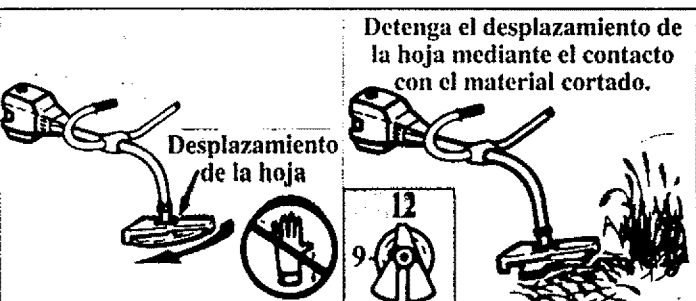 Desplazamiento
de la hoja
Detenga el desplazamiento de
la hoja mediante el contacto
con el material cortado.
12
9